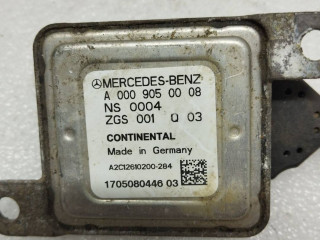 MERCEDES-BENZ
A 000 905 00 08
NS 0004
ZGS 001 Q 03
CONTINENTAL
Made in Germany
A2C12610200-284
1705080446 03